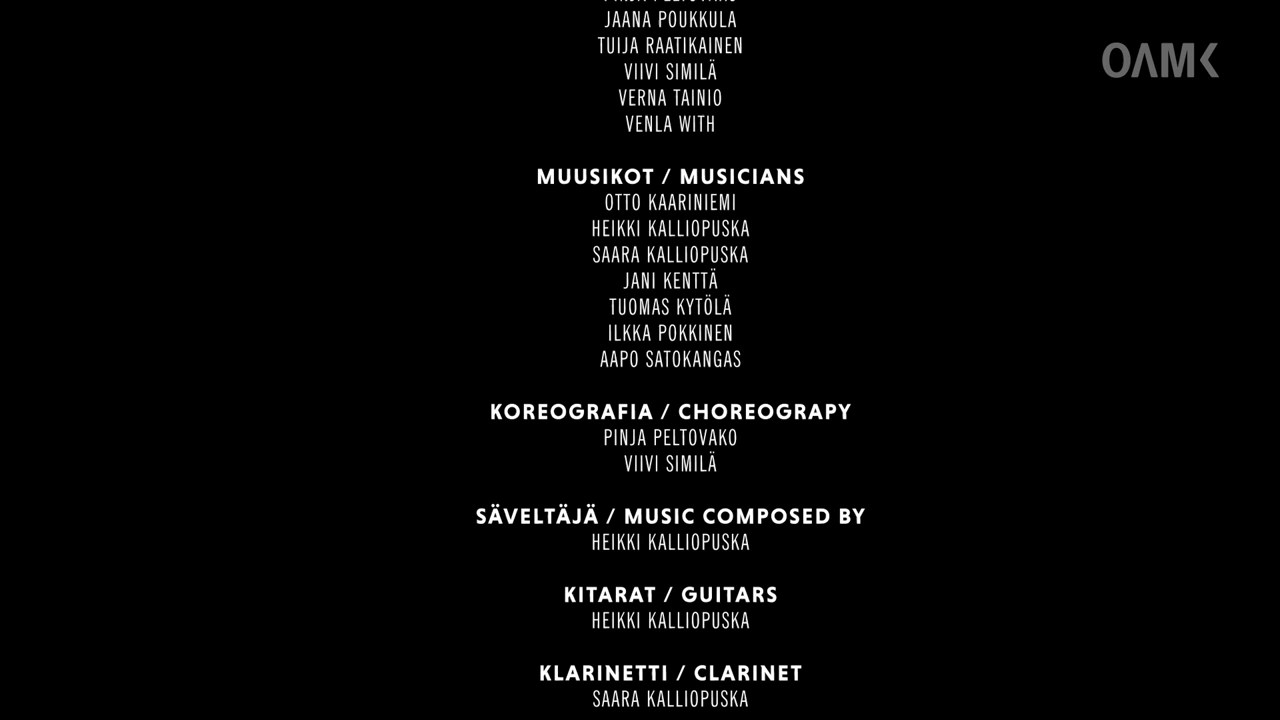 JAANA POUKKULA
TUIJA RAATIKAINEN
VIIVI SIMILÄ
VERNA TAINIO
VENLA WITH
OAMK
MUUSIKOT / MUSICIANS
OTTO KAARINIEMI
HEIKKI KALLIOPUSKA
SAARA KALLIOPUSKA
JANI KENTTÄ
TUOMAS KYTÖLÄ
ILKKA POKKINEN
AAPO SATOKANGAS
KOREOGRAFIA / CHOREOGRAPY
PINJA PELTOVAKO
VIIVI SIMILÄ
SÄVELTÄJÄ / MUSIC COMPOSED BY
HEIKKI KALLIOPUSKA
KITARAT / GUITARS
HEIKKI KALLIOPUSKA
KLARINETTI / CLARINET
SAARA KALLIOPUSKA